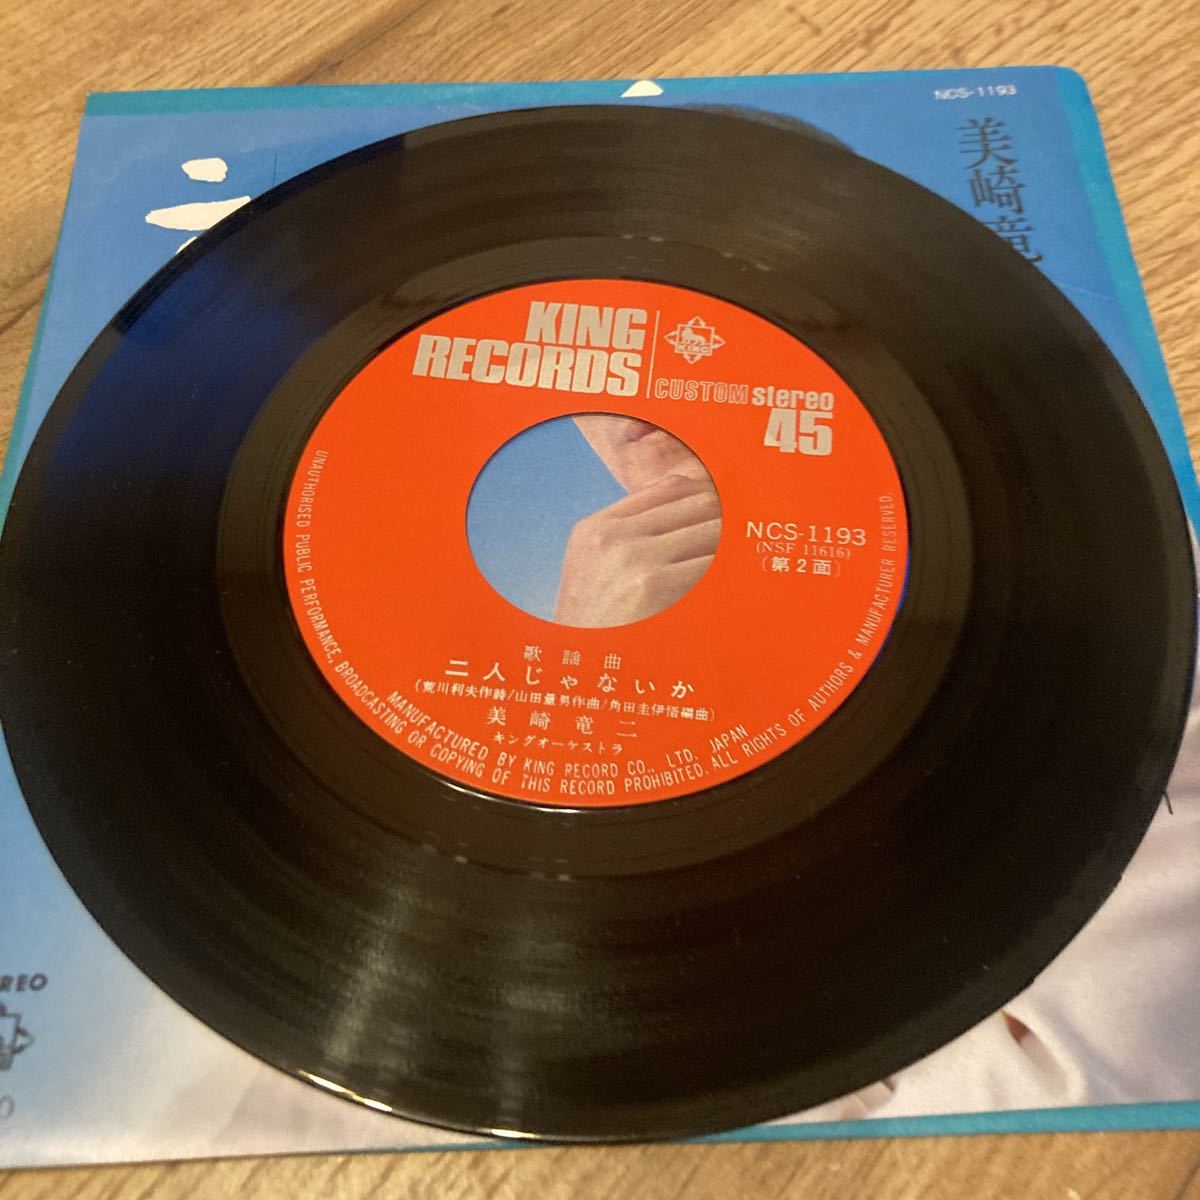 NCS-1193
美崎竜
KING
RECORDS
KING
CUSTOM stereo
45
NCS-1193
(NSF 11616)
(第2面)
歌謡曲
二人じゃないか
(荒川利夫作詩/山田量男作曲/角田圭伊悟編曲)
美崎竜二
キングオーケストラ
MANUFACTURED BY KING RECORD CO., LTD. JAPAN
UNAUTHORISED PUBLIC PERFORMANCE, BROADCASTING OR COPYING OF THIS RECORD PROHIBITED. ALL RIGHTS OF AUTHORS & MANUFACTURER RESERVED.
REO